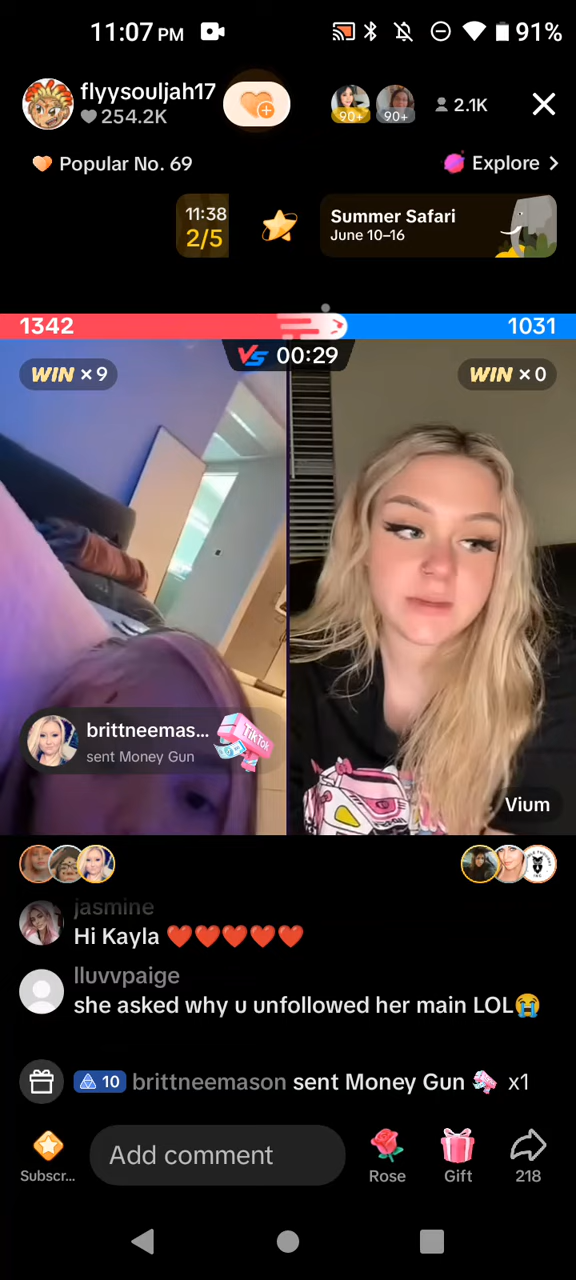 11:07 PM
91%
flyysouljah17
254.2K
90+
90+
2.1K
Popular No. 69
Explore >
11:38
2/5
Summer Safari
June 10–16
1342
1031
VS 00:29
WIN × 9
WIN × 0
brittneemas...
sent Money Gun
TikTok
Vium
jasmine
Hi Kayla ❤️❤️❤️❤️❤️
lluvvpaige
she asked why u unfollowed her main LOL😭
10 brittneemason sent Money Gun x1
Add comment
Subscr...
Rose
Gift
218